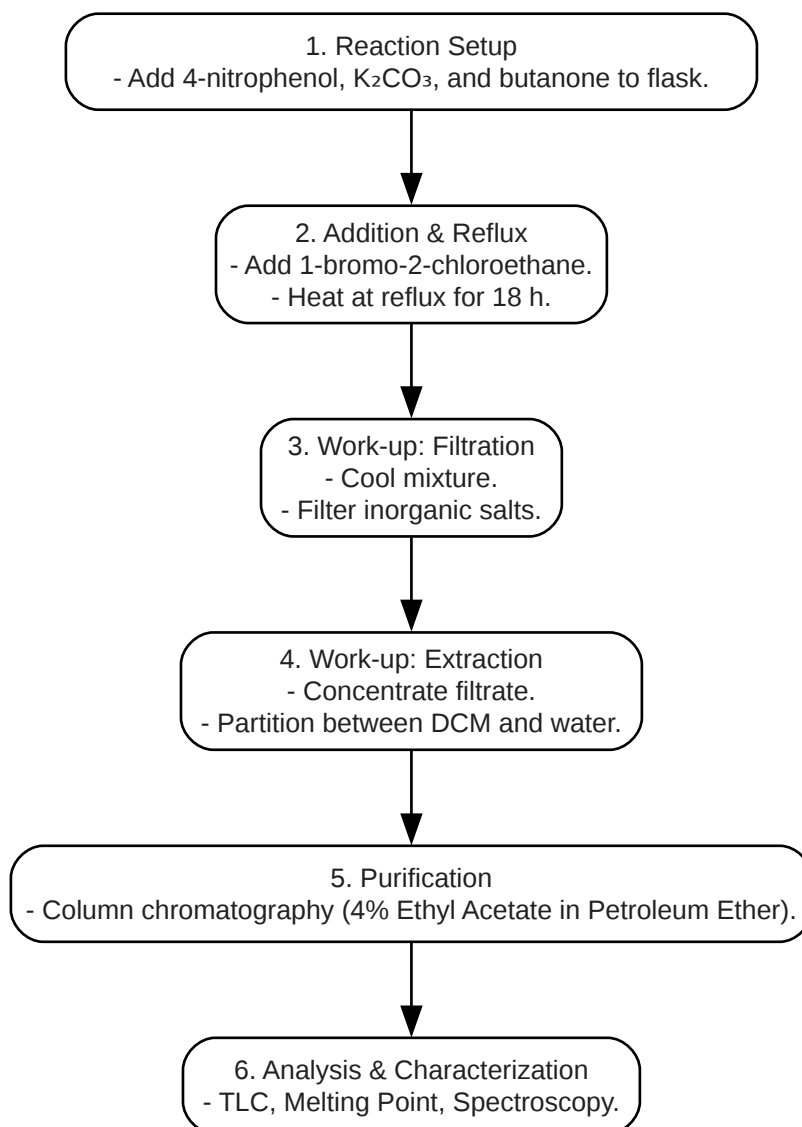 1. Reaction Setup
- Add 4-nitrophenol, K₂CO₃, and butanone to flask.
2. Addition & Reflux
- Add 1-bromo-2-chloroethane.
- Heat at reflux for 18 h.
3. Work-up: Filtration
- Cool mixture.
- Filter inorganic salts.
4. Work-up: Extraction
- Concentrate filtrate.
- Partition between DCM and water.
5. Purification
- Column chromatography (4% Ethyl Acetate in Petroleum Ether).
6. Analysis & Characterization
- TLC, Melting Point, Spectroscopy.